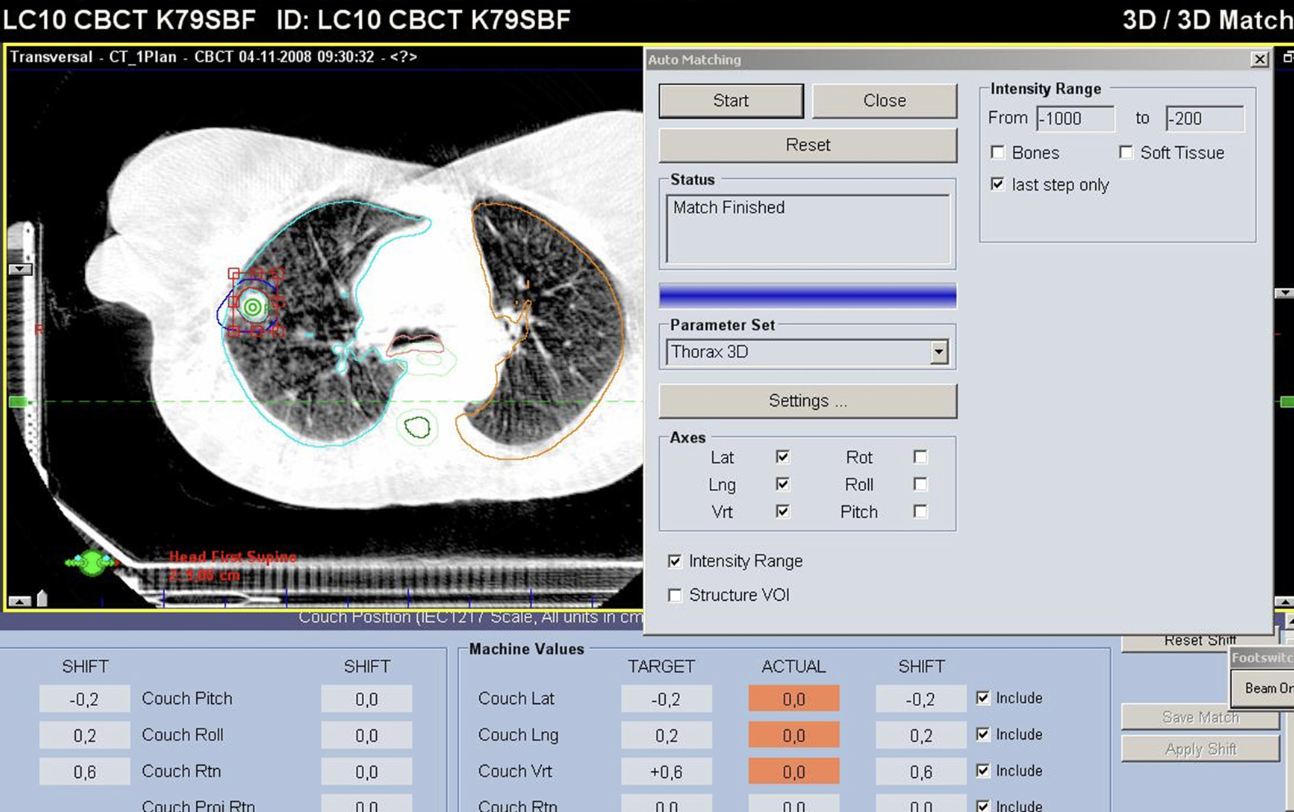 LC10 CBCT K79SBF   ID: LC10 CBCT K79SBF
3D / 3D Match
Transversal - CT_1Plan - CBCT 04-11-2008 09:30:32 - <?>
R
Head First Supine
Z: 3,00 cm
Auto Matching
Start
Close
Reset
Status
Match Finished
Parameter Set
Thorax 3D
Settings ...
Axes
Lat
Rot
Lng
Roll
Vrt
Pitch
Intensity Range
Structure VOI
Intensity Range
From -1000 to -200
Bones
Soft Tissue
last step only
Couch Position (IEC1217 Scale, All units in cm
SHIFT
SHIFT
-0,2 Couch Pitch 0,0
0,2 Couch Roll 0,0
0,6 Couch Rtn 0,0
Couch Proj Rtn 0,0
Machine Values
TARGET ACTUAL SHIFT
Couch Lat -0,2 0,0 -0,2 Include
Couch Lng 0,2 0,0 0,2 Include
Couch Vrt +0,6 0,0 0,6 Include
Couch Rtn 0,0 0,0 0,0 Include
Reset Shift
Footswitc
Beam On
Save Match
Apply Shift